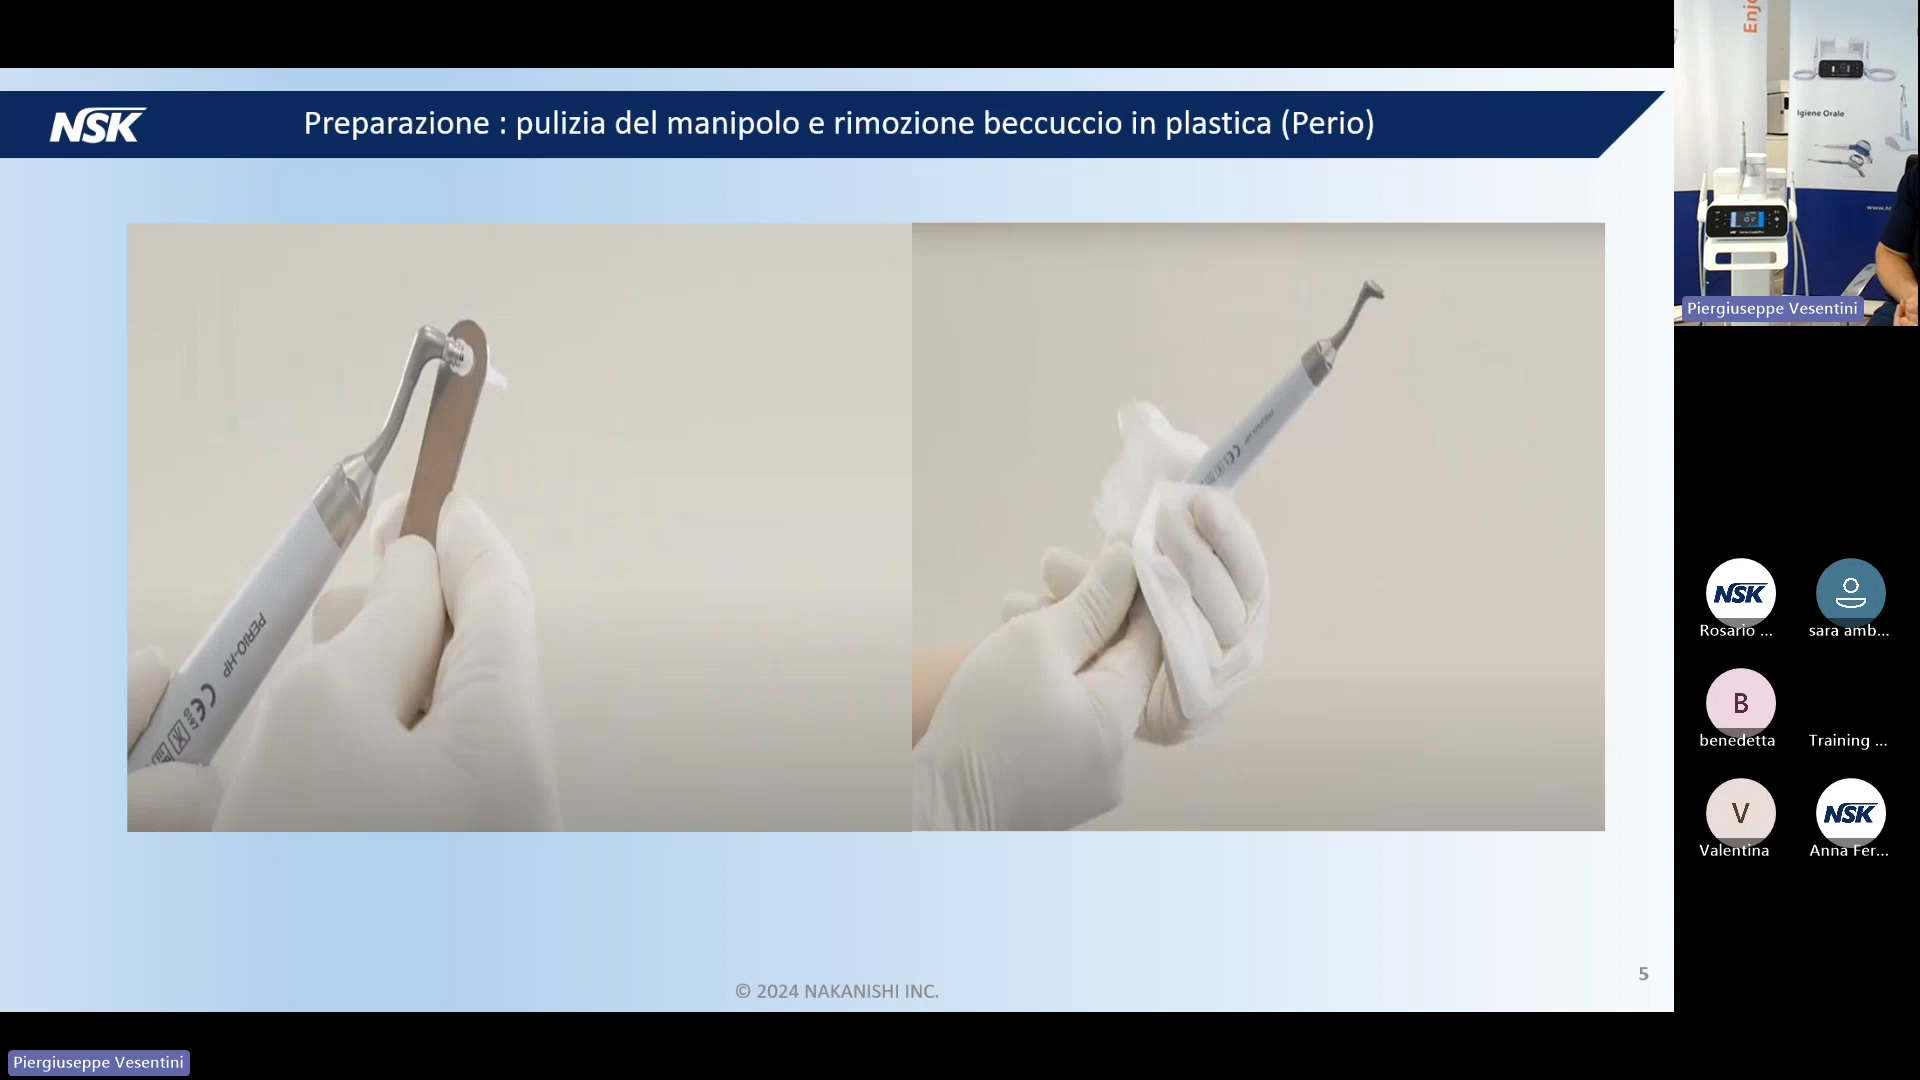 NSK
Preparazione : pulizia del manipolo e rimozione beccuccio in plastica (Perio)
PERIO-HP
CE
© 2024 NAKANISHI INC.
5
Piergiuseppe Vesentini
Igiene Orale
Piergiuseppe Vesentini
NSK
Rosario ...
sara amb...
B
benedetta
Training ...
V
Valentina
NSK
Anna Fer...